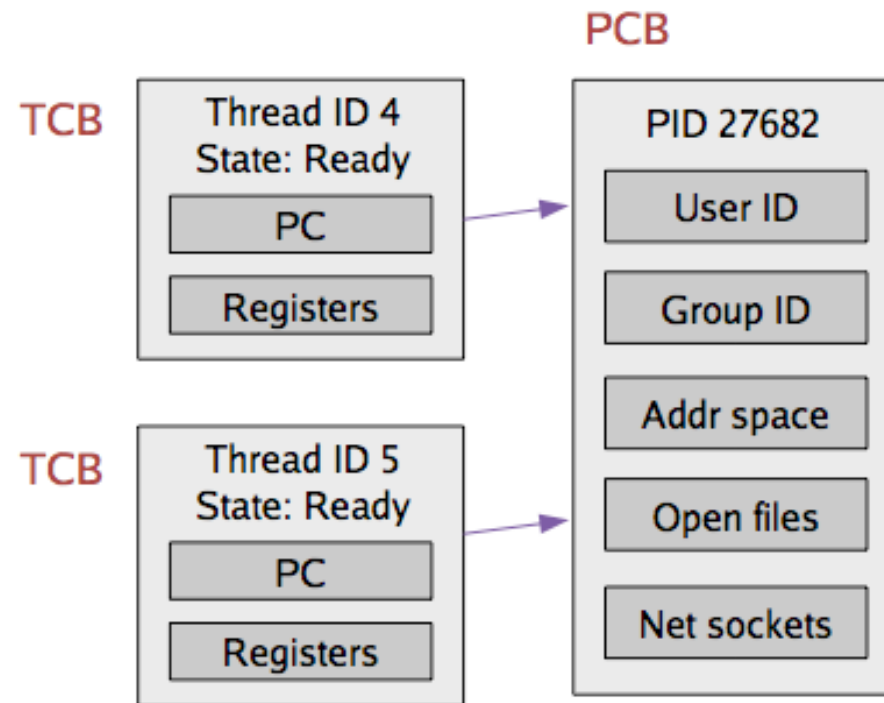 PCB
TCB
Thread ID 4
State: Ready
PC
Registers
TCB
Thread ID 5
State: Ready
PC
Registers
PID 27682
User ID
Group ID
Addr space
Open files
Net sockets